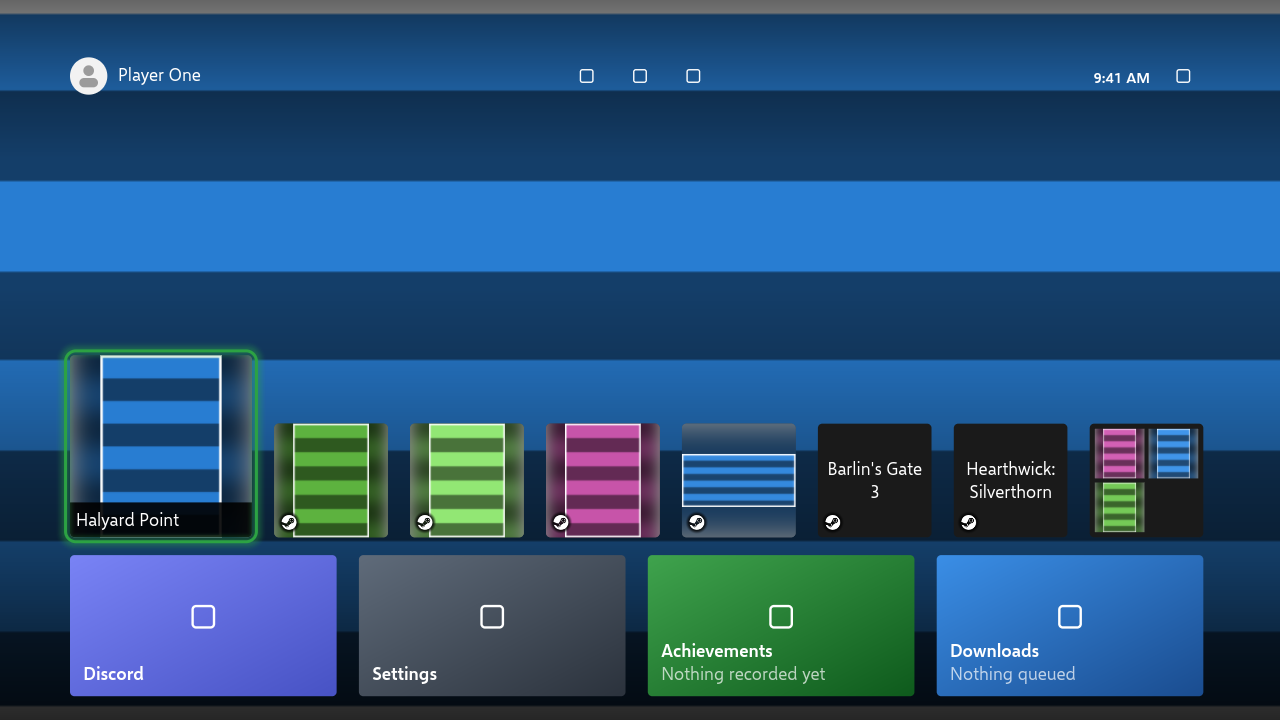 Player One
9:41 AM
Halyard Point
Barlin's Gate
3
Hearthwick:
Silverthorn
Discord
Settings
Achievements
Nothing recorded yet
Downloads
Nothing queued